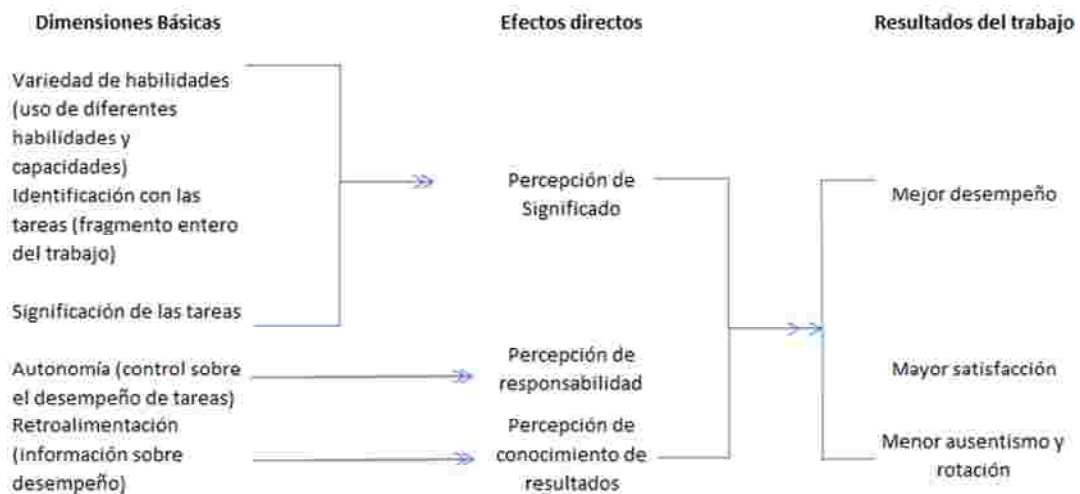 Dimensiones Básicas
Efectos directos
Resultados del trabajo
Variedad de habilidades
(uso de diferentes
habilidades y
capacidades)
Identificación con las
tareas (fragmento entero
del trabajo)
Significación de las tareas
Autonomía (control sobre
el desempeño de tareas)
Retroalimentación
(información sobre
desempeño)
Percepción de
Significado
Percepción de
responsabilidad
Percepción de
conocimiento de
resultados
Mejor desempeño
Mayor satisfacción
Menor ausentismo y
rotación